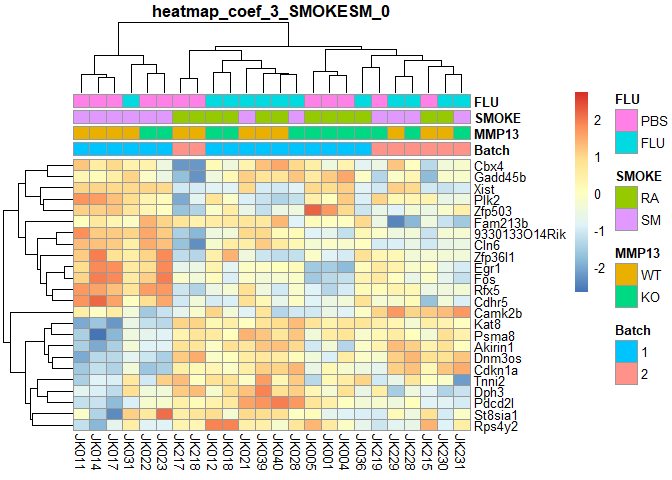 heatmap_coef_3_SMOKESM_0
FLU
SMOKE
MMP13
Batch
Cbx4
Gadd45b
Xist
Plk2
Zfp503
Fam213b
9330133O14Rik
Cln6
Zfp36l1
Egr1
Fos
Rfx5
Cdhr5
Camk2b
Kat8
Psma8
Akirin1
Dnm3os
Cdkn1a
Tnni2
Dph3
Pdcd2l
St8sia1
Rps4y2
JK011
JK014
JK017
JK031
JK022
JK023
JK217
JK218
JK012
JK018
JK021
JK039
JK040
JK028
JK005
JK001
JK004
JK036
JK219
JK229
JK228
JK215
JK230
JK231
2
1
0
-1
-2
FLU
PBS
FLU
SMOKE
RA
SM
MMP13
WT
KO
Batch
1
2